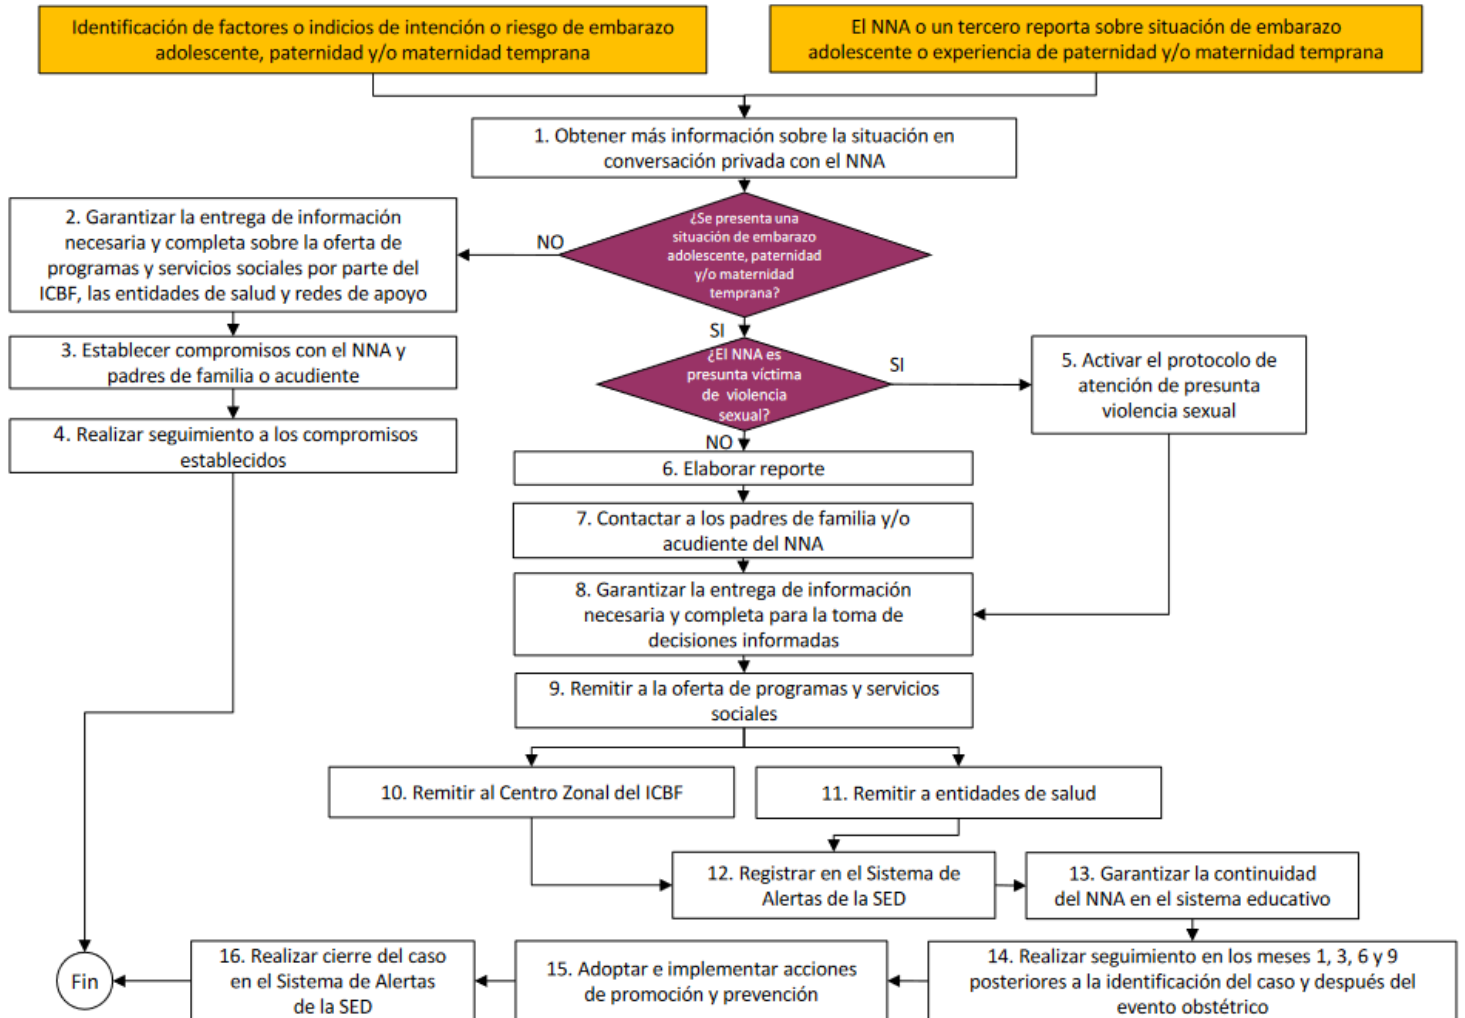 Identificación de factores o indicios de intención o riesgo de embarazo
adolescente, paternidad y/o maternidad temprana
El NNA o un tercero reporta sobre situación de embarazo
adolescente o experiencia de paternidad y/o maternidad temprana
1. Obtener más información sobre la situación en
conversación privada con el NNA
¿Se presenta una
situación de embarazo
adolescente, paternidad
y/o maternidad
temprana?
NO
2. Garantizar la entrega de información
necesaria y completa sobre la oferta de
programas y servicios sociales por parte del
ICBF, las entidades de salud y redes de apoyo
3. Establecer compromisos con el NNA y
padres de familia o acudiente
4. Realizar seguimiento a los compromisos
establecidos
SI
¿El NNA es
presunta víctima
de violencia
sexual?
SI
5. Activar el protocolo de
atención de presunta
violencia sexual
NO
6. Elaborar reporte
7. Contactar a los padres de familia y/o
acudiente del NNA
8. Garantizar la entrega de información
necesaria y completa para la toma de
decisiones informadas
9. Remitir a la oferta de programas y servicios
sociales
10. Remitir al Centro Zonal del ICBF
11. Remitir a entidades de salud
12. Registrar en el Sistema de
Alertas de la SED
13. Garantizar la continuidad
del NNA en el sistema educativo
14. Realizar seguimiento en los meses 1, 3, 6 y 9
posteriores a la identificación del caso y después del
evento obstétrico
15. Adoptar e implementar acciones
de promoción y prevención
16. Realizar cierre del caso
en el Sistema de Alertas
de la SED
Fin